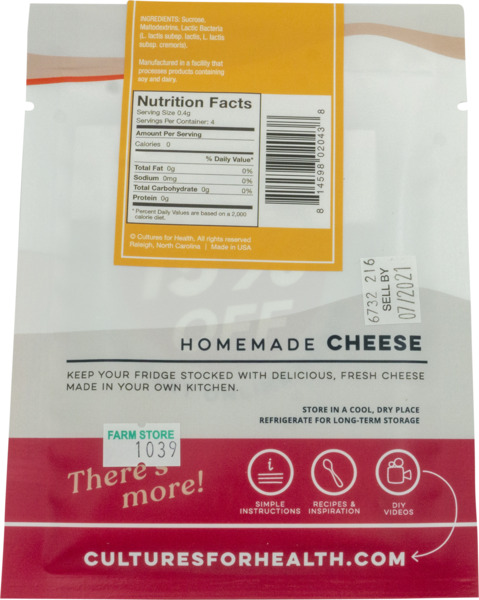 INGREDIENTS: Sucrose,
Maltodextrins, Lactic Bacteria
(L. lactis subsp. lactis, L. lactis
subsp. cremoris).
Manufactured in a facility that
processes products containing
soy and dairy.
Nutrition Facts
Serving Size 0.4g
Servings Per Container: 4
Amount Per Serving
Calories 0
% Daily Value*
Total Fat 0g 0%
Sodium 0mg 0%
Total Carbohydrate 0g 0%
Protein 0g
* Percent Daily Values are based on a 2,000
calorie diet.
8 14598 02043 8
© Cultures for Health. All rights reserved
Raleigh, North Carolina | Made in USA
15% OFF
6732 216
SELL BY
07/2021
HOMEMADE CHEESE
KEEP YOUR FRIDGE STOCKED WITH DELICIOUS, FRESH CHEESE
MADE IN YOUR OWN KITCHEN.
STORE IN A COOL, DRY PLACE
REFRIGERATE FOR LONG-TERM STORAGE
FARM STORE
1039
There's
more!
SIMPLE
INSTRUCTIONS
RECIPES &
INSPIRATION
DIY
VIDEOS
CULTURESFORHEALTH.COM